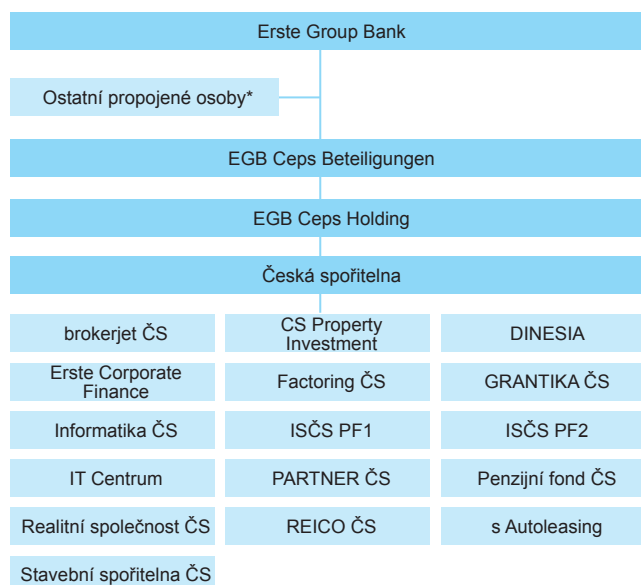 Erste Group Bank
Ostatní propojené osoby*
EGB Ceps Beteiligungen
EGB Ceps Holding
Česká spořitelna
brokerjet ČS
CS Property
Investment
DINESIA
Erste Corporate
Finance
Factoring ČS
GRANTIKA ČS
Informatika ČS
ISČS PF1
ISČS PF2
IT Centrum
PARTNER ČS
Penzijní fond ČS
Realitní společnost ČS
REICO ČS
s Autoleasing
Stavební spořitelna ČS